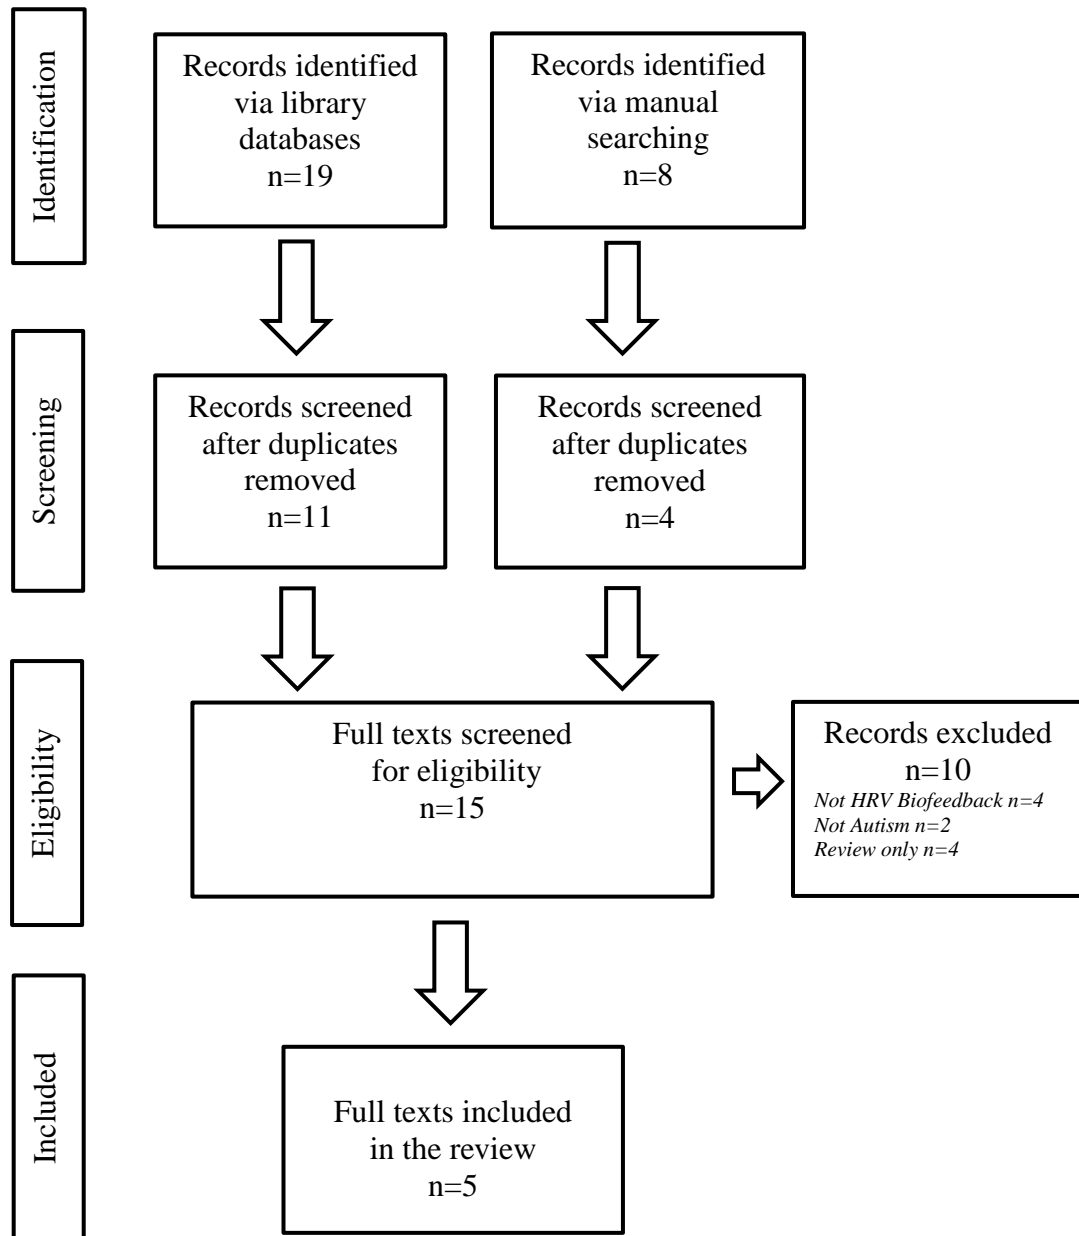 Identification
Records identified
via library
databases
n=19
Records identified
via manual
searching
n=8
Screening
Records screened
after duplicates
removed
n=11
Records screened
after duplicates
removed
n=4
Eligibility
Full texts screened
for eligibility
n=15
Records excluded
n=10
Not HRV Biofeedback n=4
Not Autism n=2
Review only n=4
Included
Full texts included
in the review
n=5